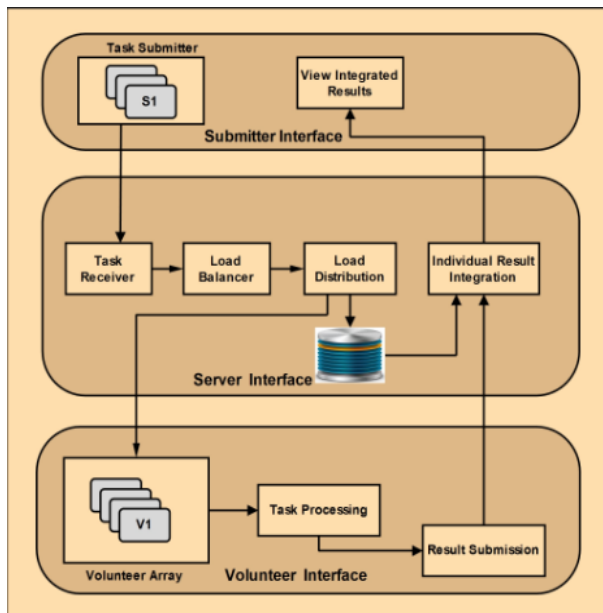 Task Submitter
S1
View Integrated
Results
Submitter Interface
Task
Receiver
Load
Balancer
Load
Distribution
Individual Result
Integration
Server Interface
V1
Task Processing
Result Submission
Volunteer Array
Volunteer Interface